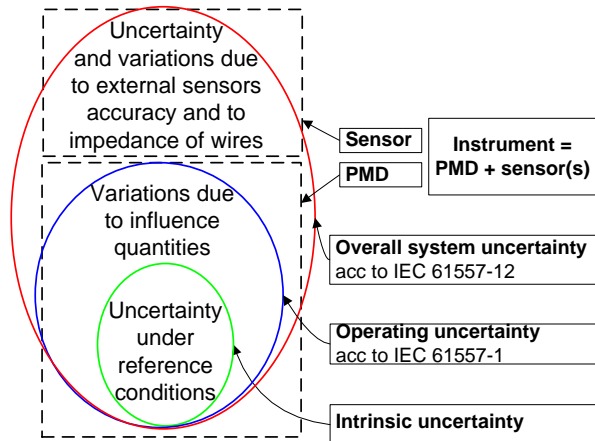 Uncertainty
and variations due
to external sensors
accuracy and to
impedance of wires
Sensor
PMD
Instrument =
PMD + sensor(s)
Variations due
to influence
quantities
Overall system uncertainty
acc to IEC 61557-12
Uncertainty
under
reference
conditions
Operating uncertainty
acc to IEC 61557-1
Intrinsic uncertainty